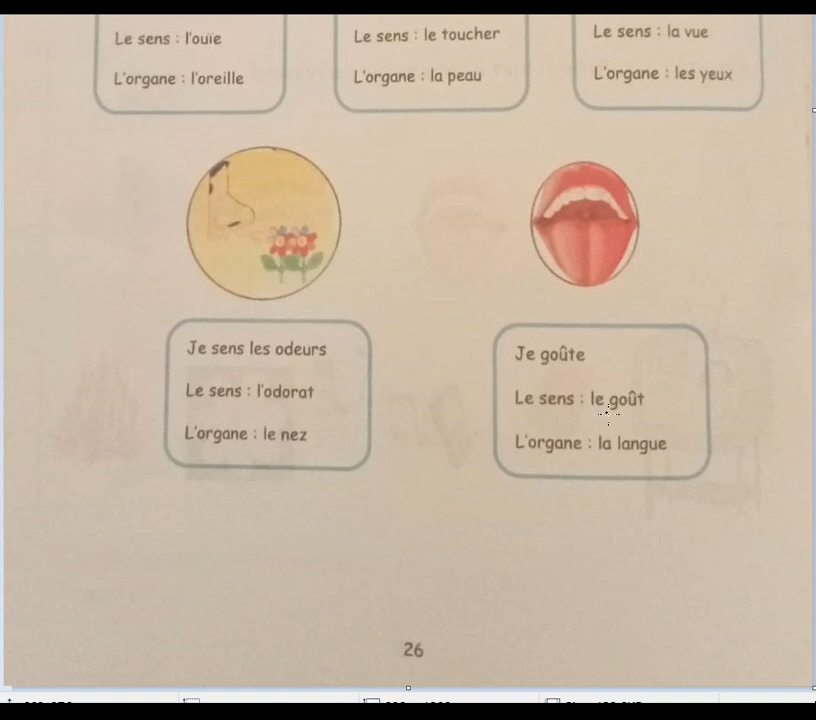 Le sens : l'ouïe
L'organe : l'oreille
Le sens : le toucher
L'organe : la peau
Le sens : la vue
L'organe : les yeux
Je sens les odeurs
Le sens : l'odorat
L'organe : le nez
Je goûte
Le sens : le goût
L'organe : la langue
26